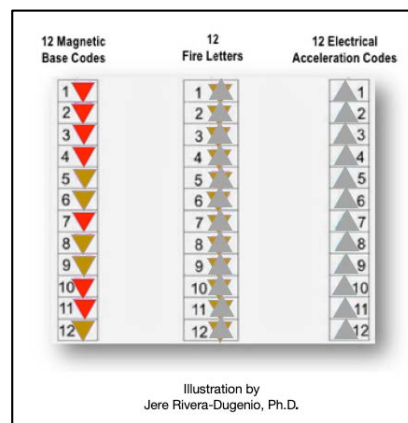 12 Magnetic
Base Codes
12
Fire Letters
12 Electrical
Acceleration Codes
1 1 1
2 2 2
3 3 3
4 4 4
5 5 5
6 6 6
7 7 7
8 8 8
9 9 9
10 10 10
11 11 11
12 12 12
Illustration by
Jere Rivera-Dugenio, Ph.D.